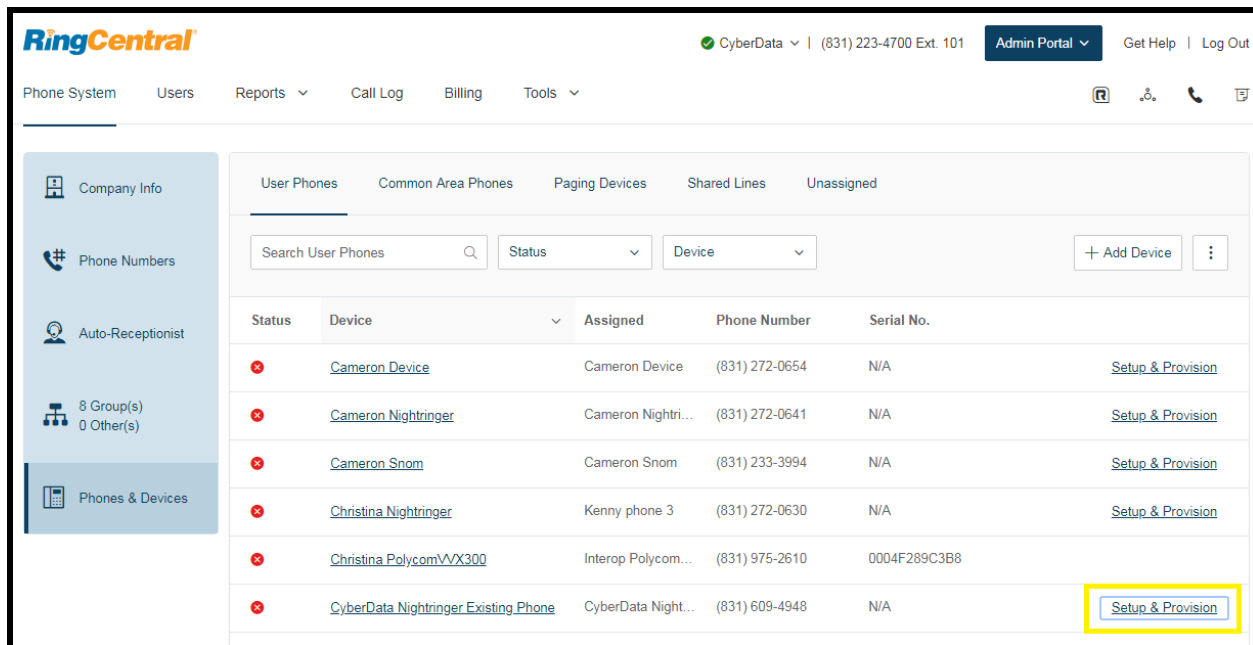 RingCentral
CyberData | (831) 223-4700 Ext. 101 Admin Portal Get Help | Log Out
Phone System Users Reports Call Log Billing Tools
Company Info
Phone Numbers
Auto-Receptionist
8 Group(s)
0 Other(s)
Phones & Devices
User Phones Common Area Phones Paging Devices Shared Lines Unassigned
Search User Phones Status Device + Add Device
Status Device Assigned Phone Number Serial No.
Cameron Device Cameron Device (831) 272-0654 N/A Setup & Provision
Cameron Nightringer Cameron Nightri... (831) 272-0641 N/A Setup & Provision
Cameron Snom Cameron Snom (831) 233-3994 N/A Setup & Provision
Christina Nightringer Kenny phone 3 (831) 272-0630 N/A Setup & Provision
Christina PolycomVVX300 Interop Polycom... (831) 975-2610 0004F289C3B8
CyberData Nightringer Existing Phone CyberData Night... (831) 609-4948 N/A Setup & Provision